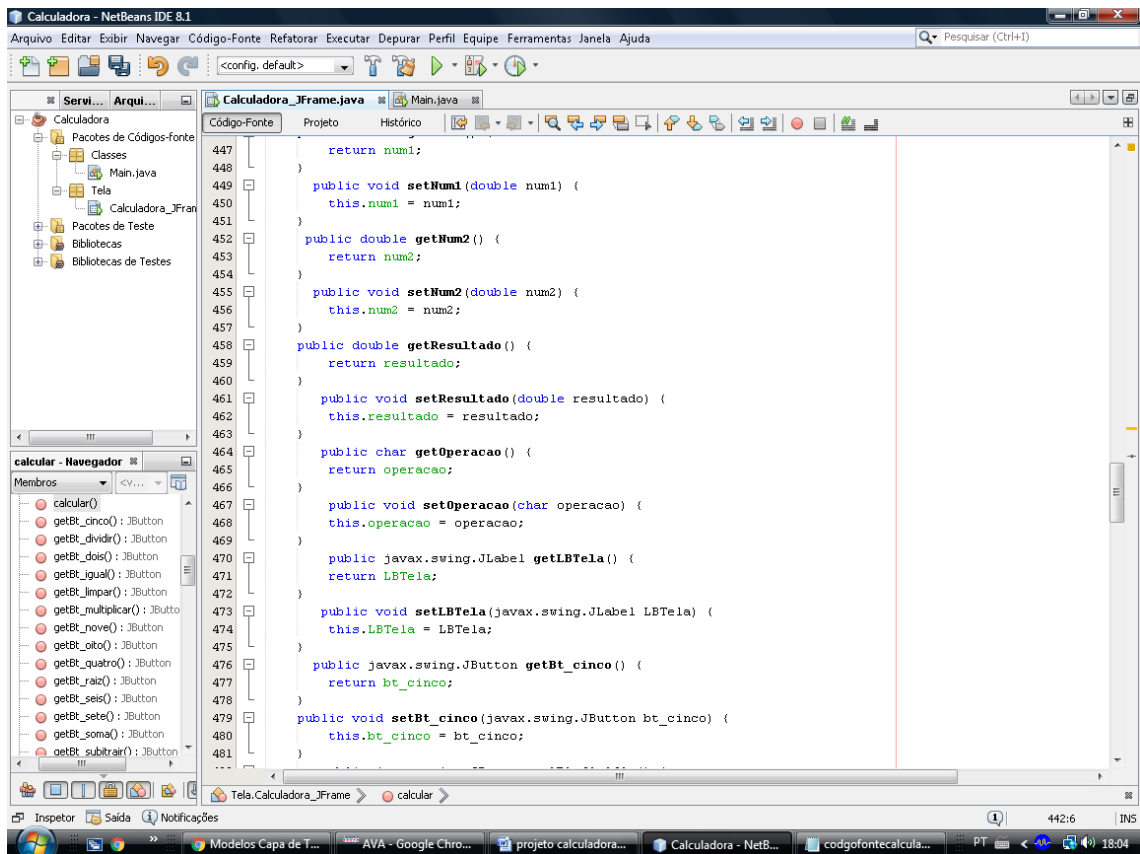 Calculadora - NetBeans IDE 8.1
Arquivo Editar Exibir Navegar Código-Fonte Refatorar Executar Depurar Perfil Equipe Ferramentas Janela Ajuda
Pesquisar (Ctrl+I)
<config. default>
Servi... Arqui...
Calculadora_JFrame.java Main.java
Calculadora
Pacotes de Códigos-fonte
Classes
Main.java
Tela
Calculadora_JFran
Pacotes de Teste
Bibliotecas
Bibliotecas de Testes
Código-Fonte Projeto Histórico
447 return num1;
448 }
449 public void setNum1(double num1) {
450 this.num1 = num1;
451 }
452 public double getNum2() {
453 return num2;
454 }
455 public void setNum2(double num2) {
456 this.num2 = num2;
457 }
458 public double getResultado() {
459 return resultado;
460 }
461 public void setResultado(double resultado) {
462 this.resultado = resultado;
463 }
464 public char getOperacao() {
465 return operacao;
466 }
467 public void setOperacao(char operacao) {
468 this.operacao = operacao;
469 }
470 public javax.swing.JLabel getLBTela() {
471 return LBTela;
472 }
473 public void setLBTela(javax.swing.JLabel LBTela) {
474 this.LBTela = LBTela;
475 }
476 public javax.swing.JButton getBt_cinco() {
477 return bt_cinco;
478 }
479 public void setBt_cinco(javax.swing.JButton bt_cinco) {
480 this.bt_cinco = bt_cinco;
481 }
calcular - Navegador
Membros <v...
calcular()
getBt_cinco() : JButton
getBt_dividir() : JButton
getBt_dois() : JButton
getBt_igual() : JButton
getBt_limpar() : JButton
getBt_multiplicar() : JButto
getBt_nove() : JButton
getBt_oito() : JButton
getBt_quatro() : JButton
getBt_raiz() : JButton
getBt_seis() : JButton
getBt_sete() : JButton
getBt_soma() : JButton
getBt_subitrair() : JButton
Tela.Calculadora_JFrame calcular
Inspetor Saída Notificações
1 442:6 INS
Modelos Capa de T... AVA - Google Chro... projeto calculadora... Calculadora - NetB... codgofontecalcula... PT 18:04